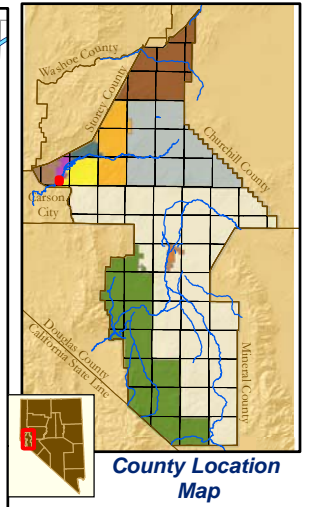 Washoe County
Storey County
Churchill County
Carson
City
Douglas County
California State Line
Mineral County
County Location
Map